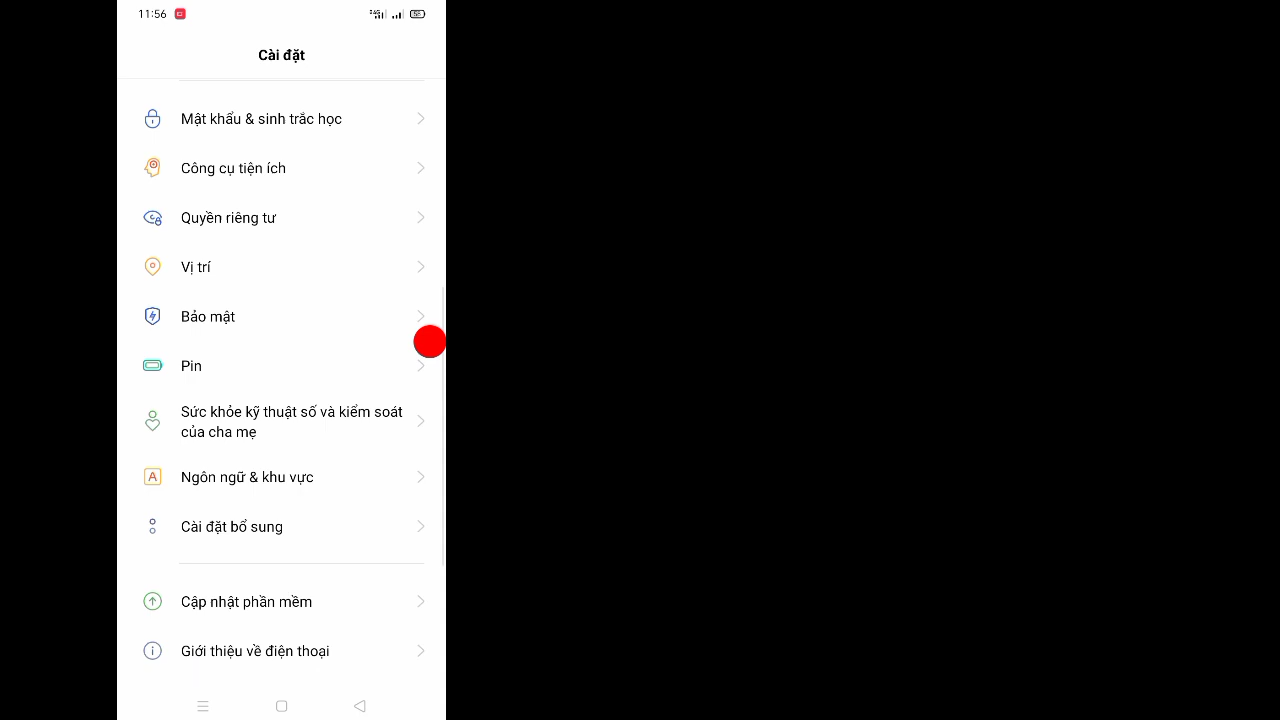 11:56
Cài đặt
Mật khẩu & sinh trắc học
Công cụ tiện ích
Quyền riêng tư
Vị trí
Bảo mật
Pin
Sức khỏe kỹ thuật số và kiểm soát
của cha mẹ
Ngôn ngữ & khu vực
A
Cài đặt bổ sung
Cập nhật phần mềm
Giới thiệu về điện thoại